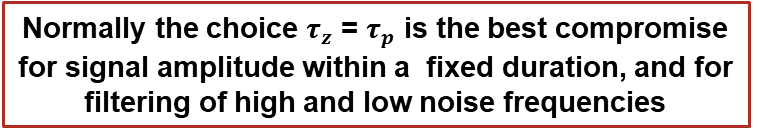 Normally the choice τz = τp is the best compromise
for signal amplitude within a fixed duration, and for
filtering of high and low noise frequencies